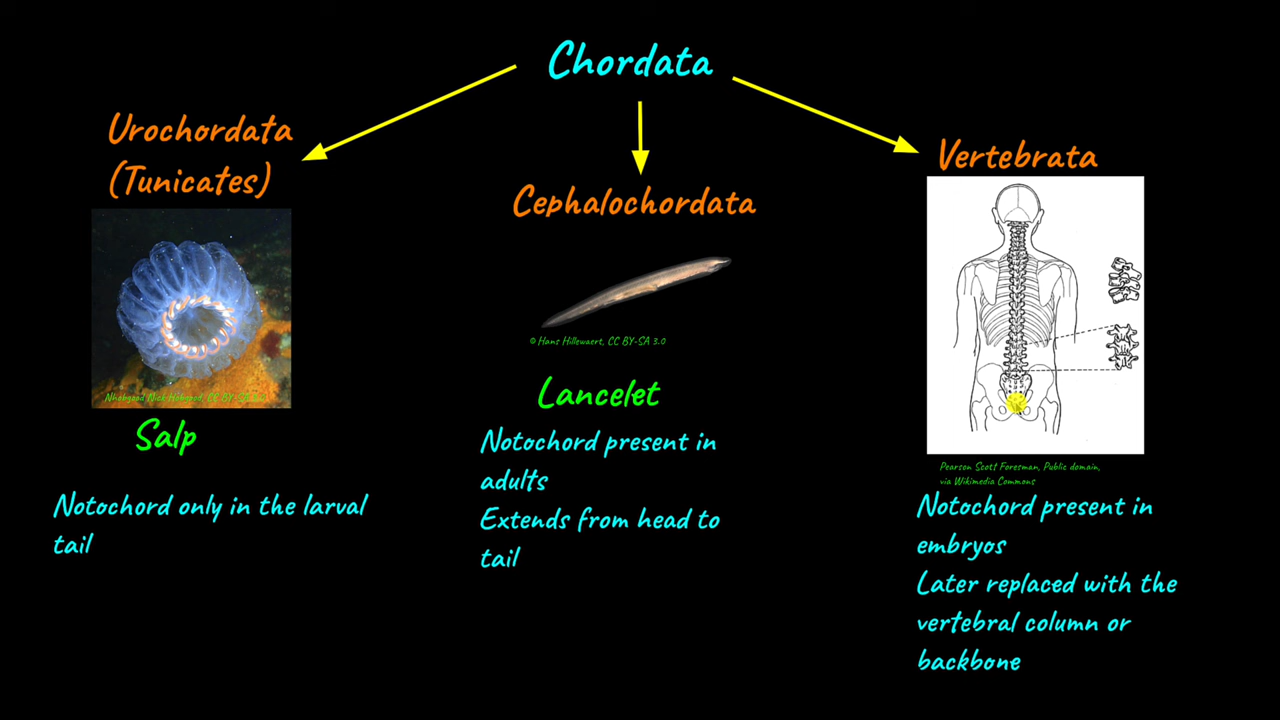 Chordata
Urochordata
(Tunicates)
Salp
Notochord only in the larval
tail
Cephalochordata
© Hans Hillewaert, CC BY-SA 3.0
Lancelet
Notochord present in
adults
Extends from head to
tail
Vertebrata
Pearson Scott Foresman, Public domain,
via Wikimedia Commons
Notochord present in
embryos
Later replaced with the
vertebral column or
backbone